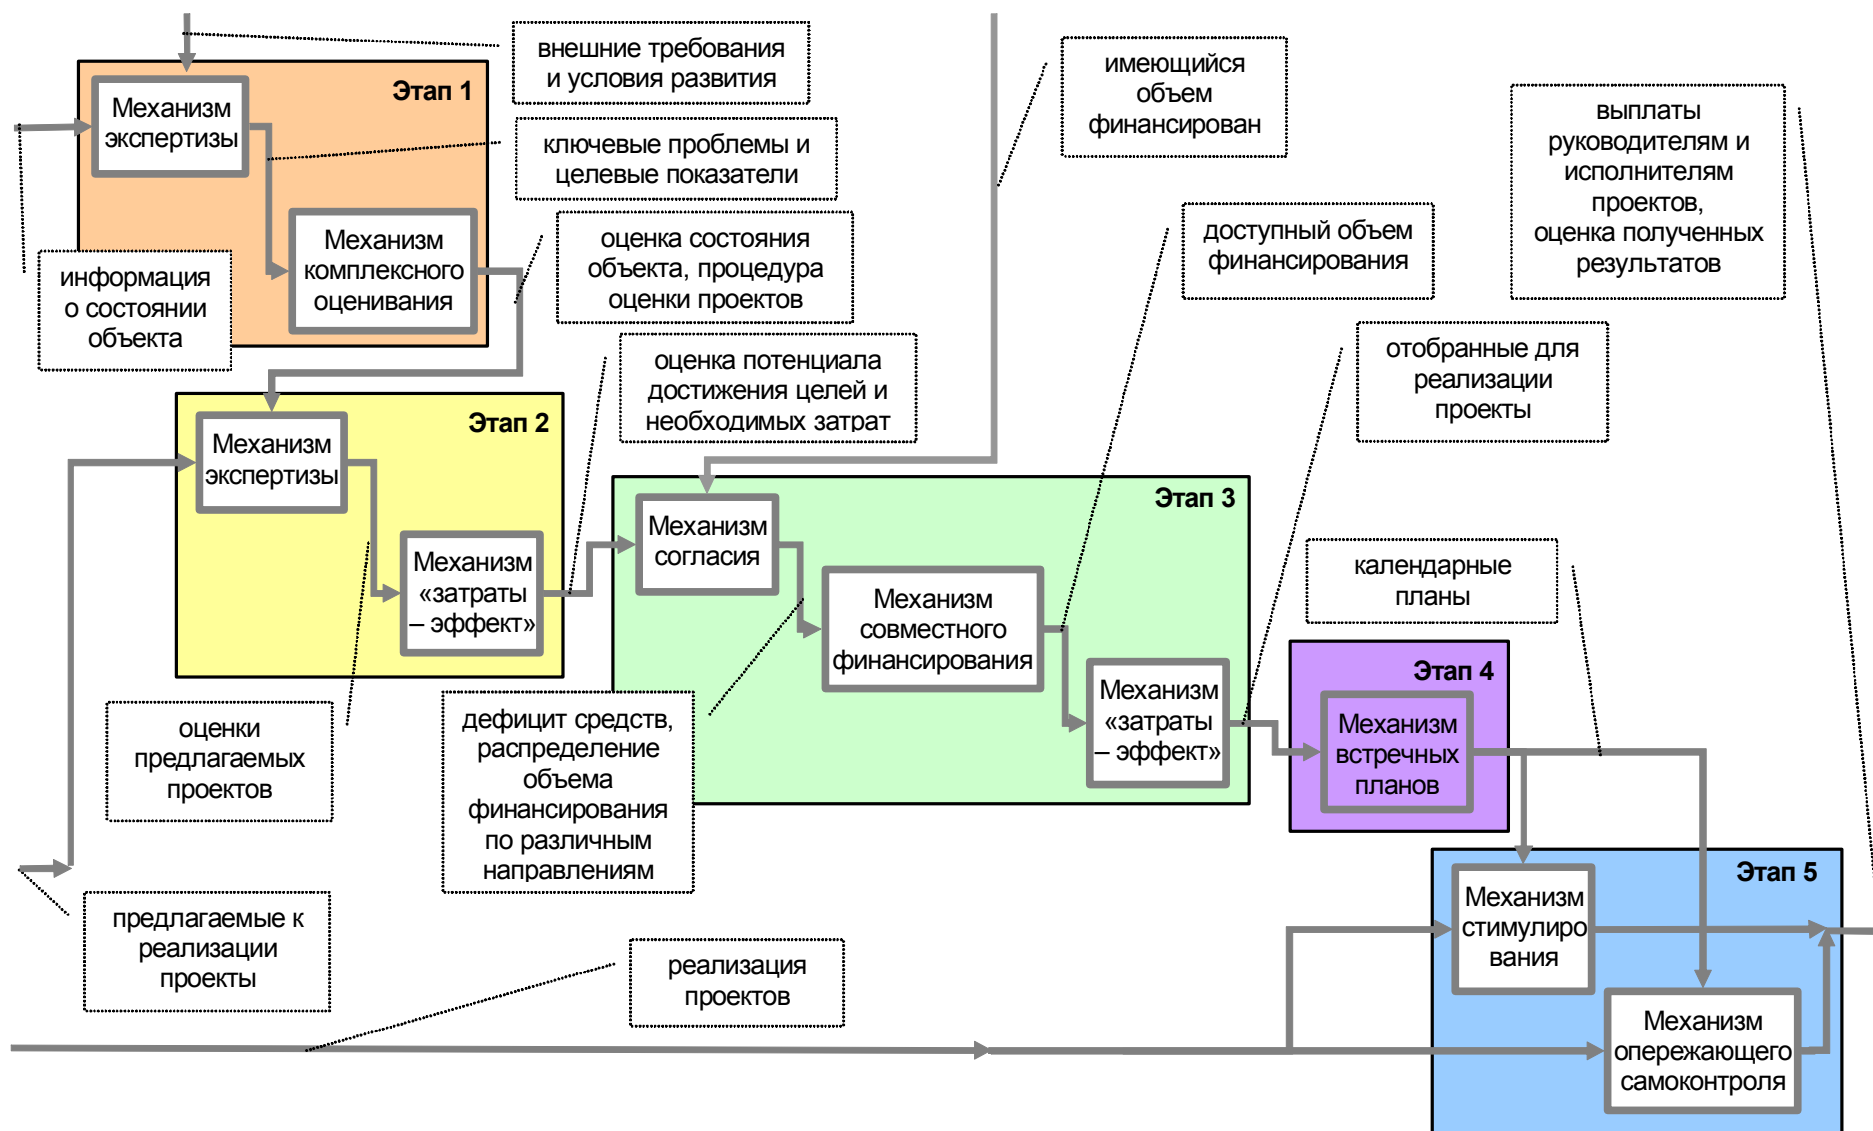 внешние требования
и условия развития
Этап 1
Механизм
экспертизы
ключевые проблемы и
целевые показатели
имеющийся
объем
финансирован
выплаты
руководителям и
исполнителям
проектов,
оценка полученных
результатов
информация
о состоянии
объекта
Механизм
комплексного
оценивания
оценка состояния
объекта, процедура
оценки проектов
доступный объем
финансирования
оценка потенциала
достижения целей и
необходимых затрат
отобранные для
реализации
проекты
Этап 2
Механизм
экспертизы
Механизм
«затраты
– эффект»
Этап 3
Механизм
согласия
Механизм
совместного
финансирования
Механизм
«затраты
– эффект»
календарные
планы
Этап 4
Механизм
встречных
планов
оценки
предлагаемых
проектов
дефицит средств,
распределение
объема
финансирования
по различным
направлениям
предлагаемые к
реализации
проекты
реализация
проектов
Этап 5
Механизм
стимулиро
вания
Механизм
опережающего
самоконтроля